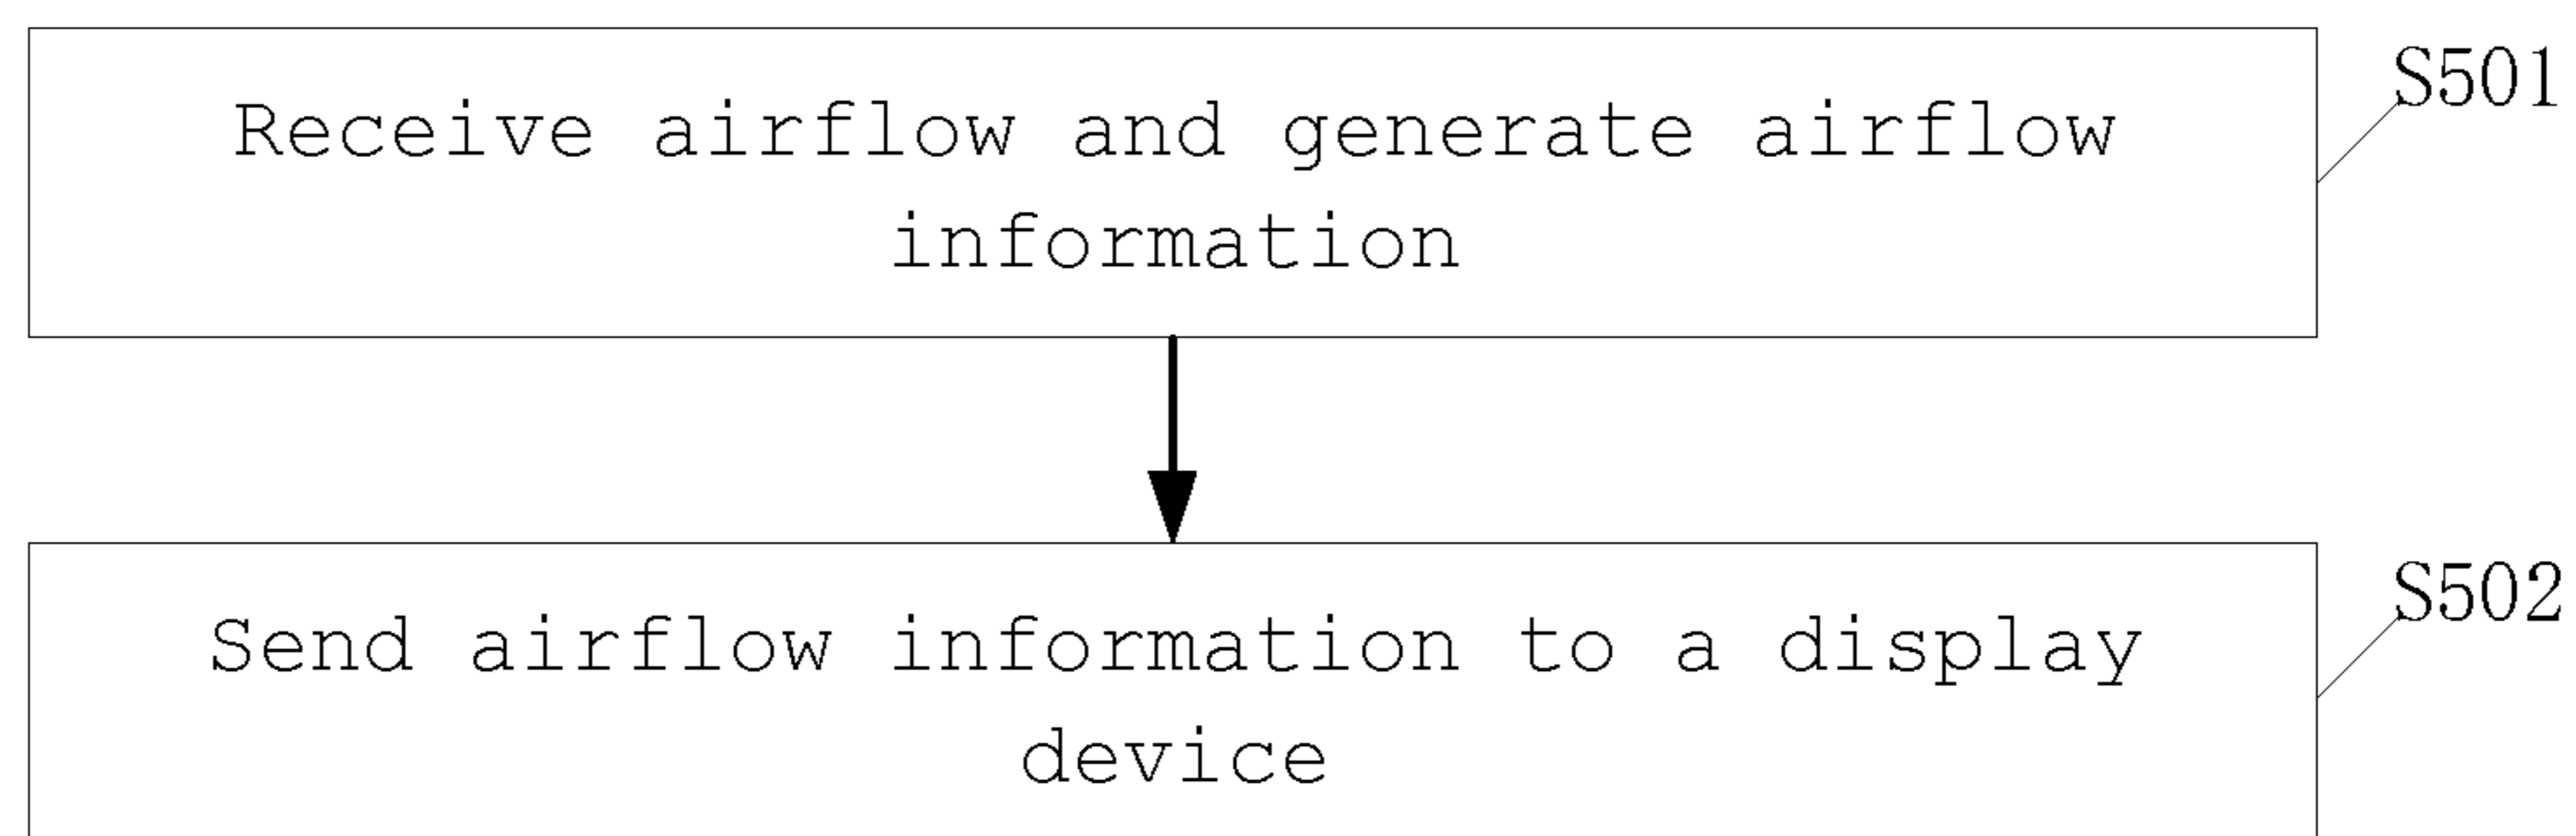 Receive airflow and generate airflow
information
S501
Send airflow information to a display
device
S502